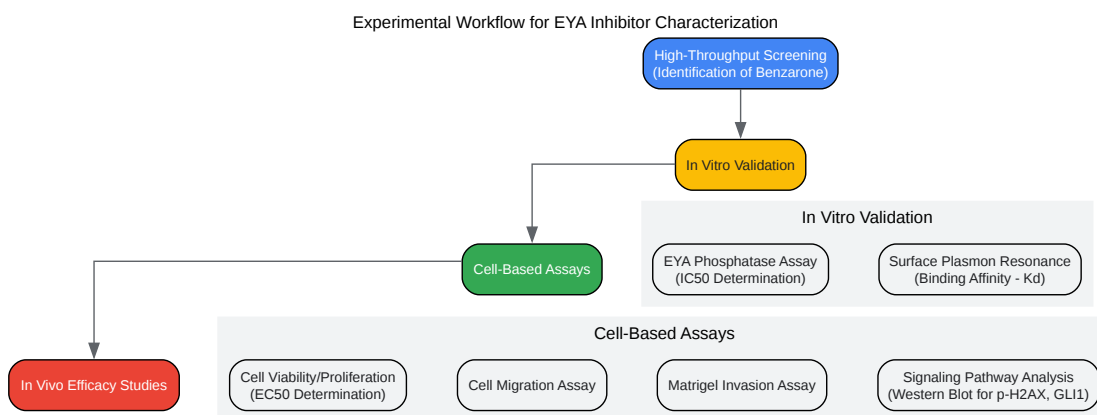 Experimental Workflow for EYA Inhibitor Characterization
High-Throughput Screening
(Identification of Benzarone)
In Vitro Validation
In Vitro Validation
Cell-Based Assays
EYA Phosphatase Assay
(IC50 Determination)
Surface Plasmon Resonance
(Binding Affinity - Kd)
Cell-Based Assays
In Vivo Efficacy Studies
Cell Viability/Proliferation
(EC50 Determination)
Cell Migration Assay
Matrigel Invasion Assay
Signaling Pathway Analysis
(Western Blot for p-H2AX, GLI1)